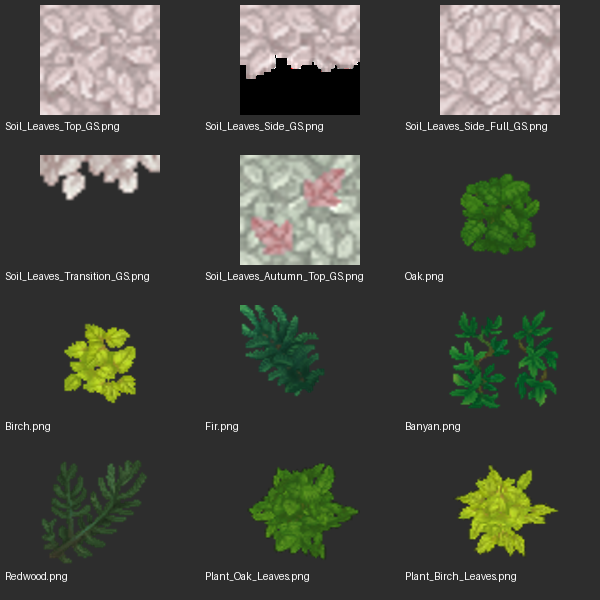 Soil_Leaves_Top_GS.png
Soil_Leaves_Side_GS.png
Soil_Leaves_Side_Full_GS.png
Soil_Leaves_Transition_GS.png
Soil_Leaves_Autumn_Top_GS.png
Oak.png
Birch.png
Fir.png
Banyan.png
Redwood.png
Plant_Oak_Leaves.png
Plant_Birch_Leaves.png